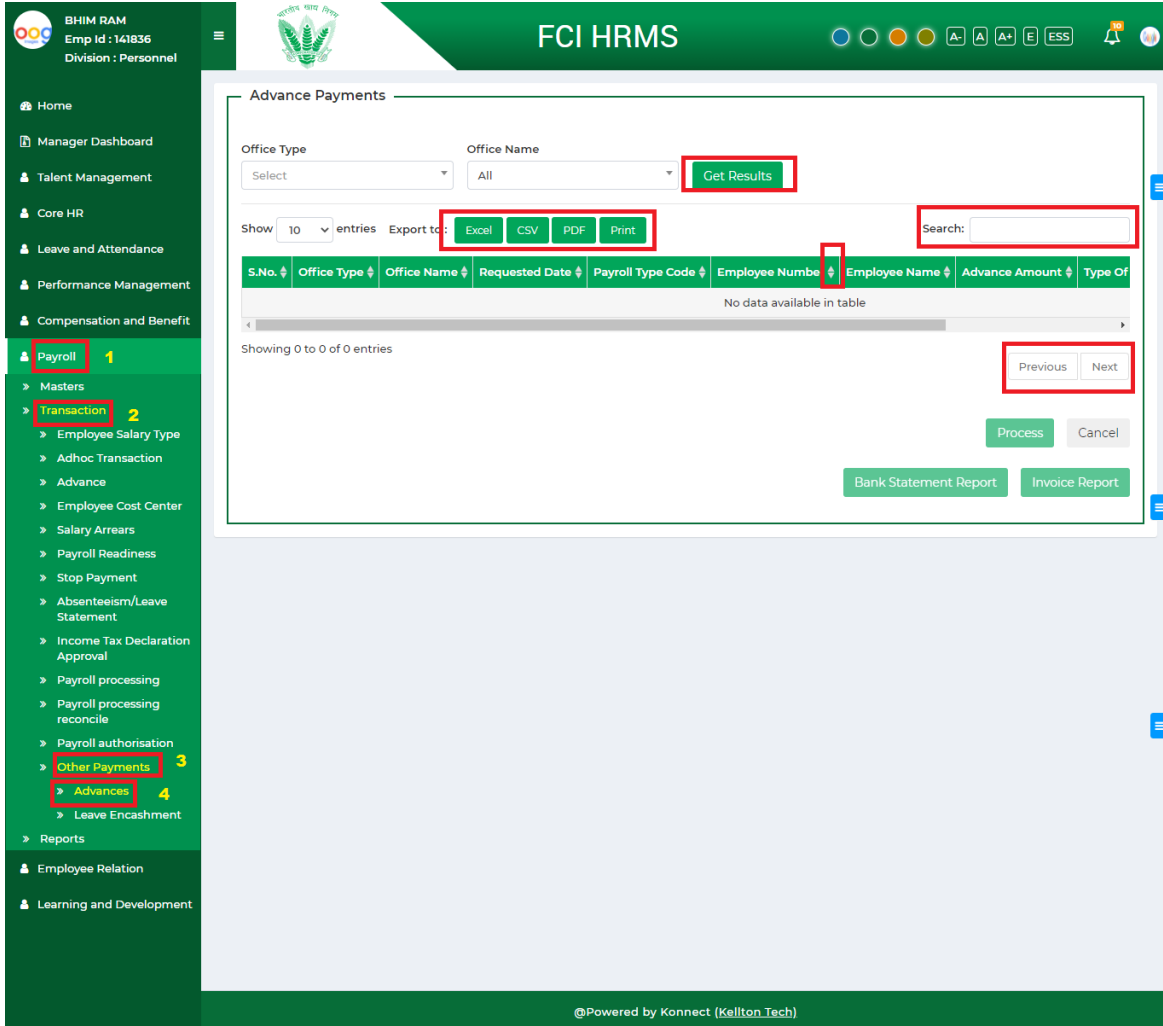 BHIM RAM
Emp Id : 141836
Division : Personnel
भारतीय खाद्य निगम
FCI HRMS
A- A A+ E ESS
10
Home
Manager Dashboard
Talent Management
Core HR
Leave and Attendance
Performance Management
Compensation and Benefit
Payroll 1
Masters
Transaction 2
Employee Salary Type
Adhoc Transaction
Advance
Employee Cost Center
Salary Arrears
Payroll Readiness
Stop Payment
Absenteeism/Leave
Statement
Income Tax Declaration
Approval
Payroll processing
Payroll processing
reconcile
Payroll authorisation
Other Payments 3
Advances 4
Leave Encashment
Reports
Employee Relation
Learning and Development
Advance Payments
Office Type Office Name
Select All Get Results
Show 10 entries Export to : Excel CSV PDF Print Search:
S.No. Office Type Office Name Requested Date Payroll Type Code Employee Number Employee Name Advance Amount Type Of
No data available in table
Showing 0 to 0 of 0 entries
Previous Next
Process Cancel
Bank Statement Report Invoice Report
@Powered by Konnect (Kellton Tech)